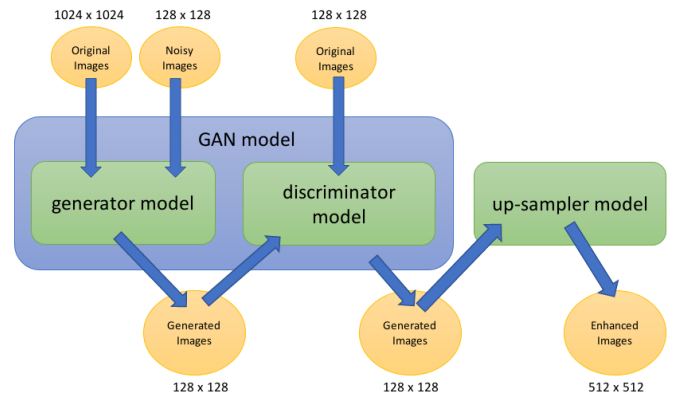 1024 x 1024
128 x 128
128 x 128
Original
Images
Noisy
Images
Original
Images
GAN model
generator model
discriminator
model
up-sampler model
Generated
Images
Generated
Images
Enhanced
Images
128 x 128
128 x 128
512 x 512